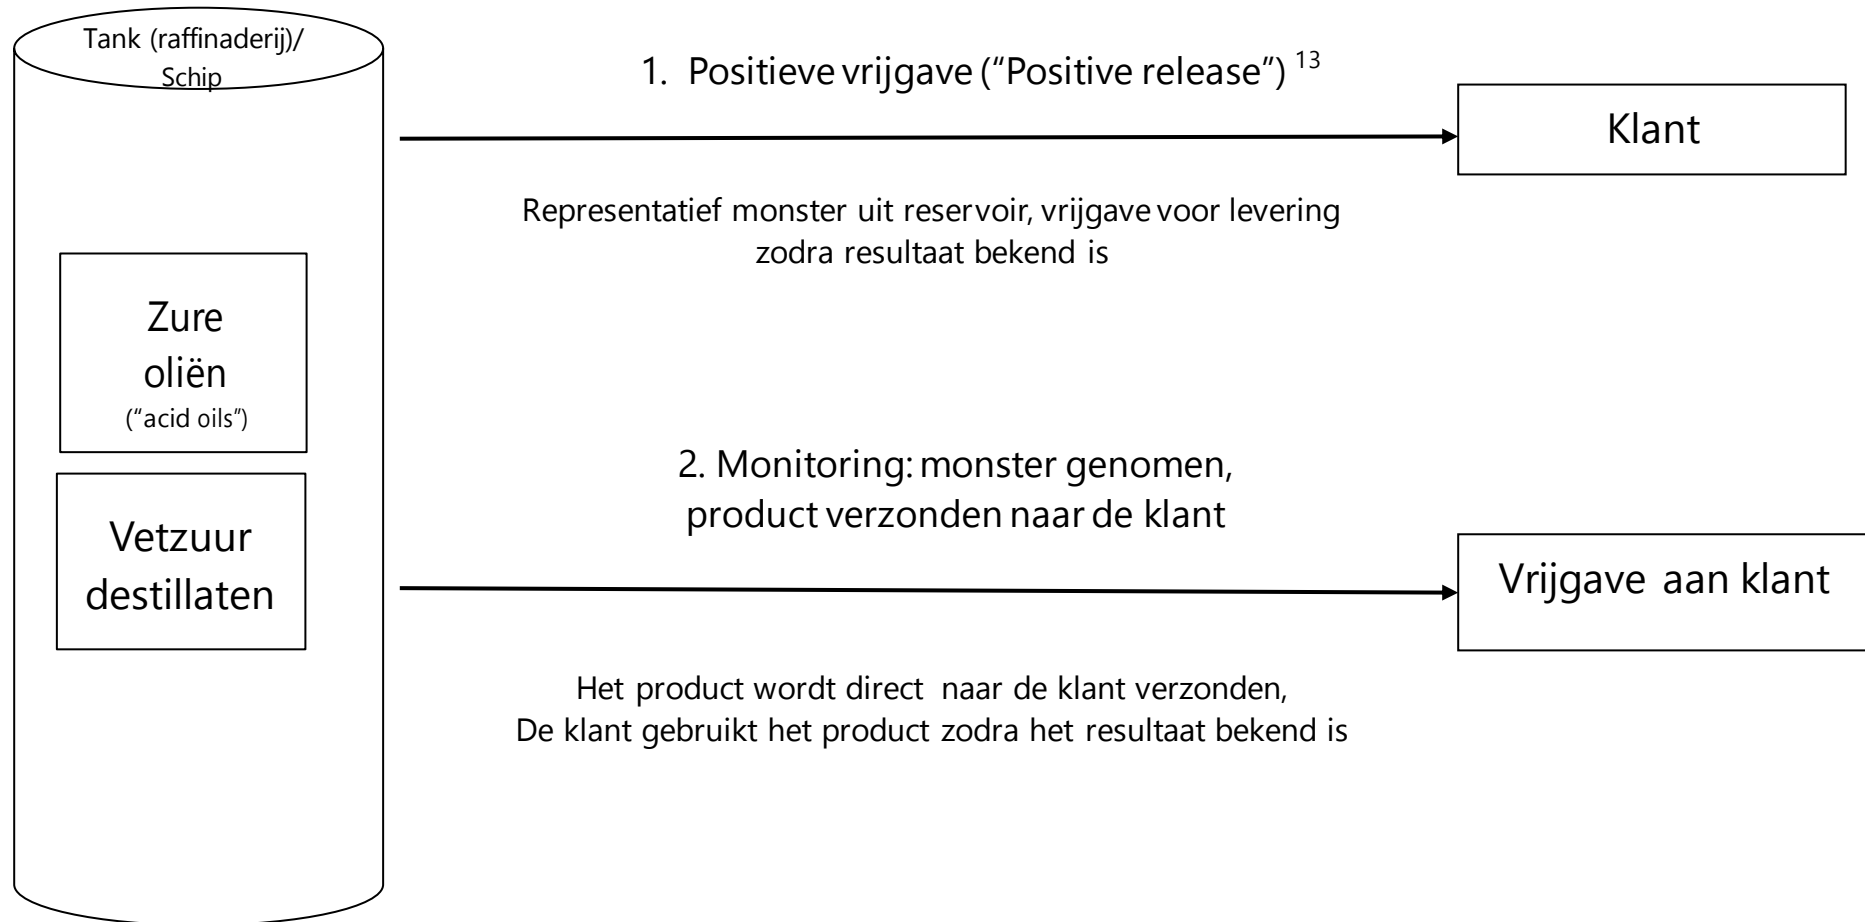 Tank (raffinaderij)/
Schip
1. Positieve vrijgave (“Positive release”) 13
Klant
Representatief monster uit reservoir, vrijgave voor levering
zodra resultaat bekend is
Zure
oliën
(“acid oils”)
2. Monitoring: monster genomen,
product verzonden naar de klant
Vetzuur
destillaten
Vrijgave aan klant
Het product wordt direct naar de klant verzonden,
De klant gebruikt het product zodra het resultaat bekend is